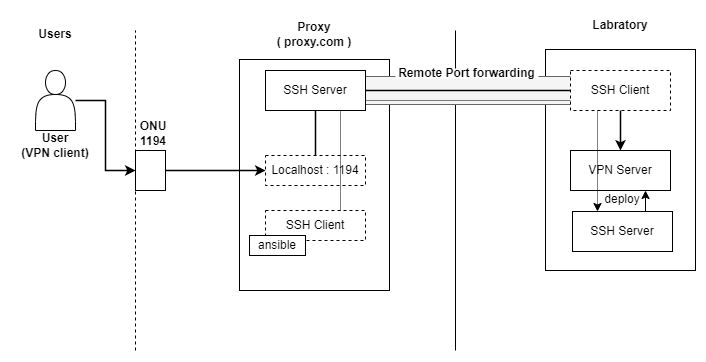 Users
Proxy
( proxy.com )
Labratory
Remote Port forwarding
SSH Server
SSH Client
ONU
1194
User
(VPN client)
Localhost : 1194
VPN Server
deploy
SSH Client
SSH Server
ansible